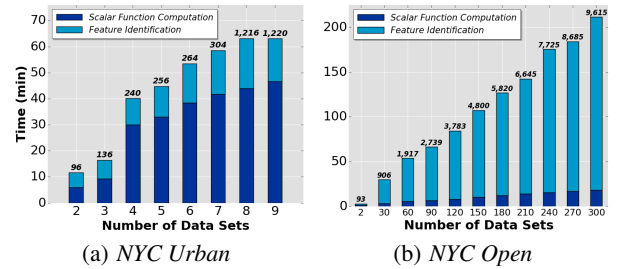 Scalar Function Computation
Feature Identification
Time (min)
60
50
40
30
20
10
0
96
136
240
256
264
304
1,216
1,220
2 3 4 5 6 7 8 9
Number of Data Sets
(a) NYC Urban
Scalar Function Computation
Feature Identification
200
150
100
50
0
93
906
1,917
2,739
3,783
4,800
5,820
6,645
7,725
8,685
9,615
2 30 60 90 120 150 180 210 240 270 300
Number of Data Sets
(b) NYC Open